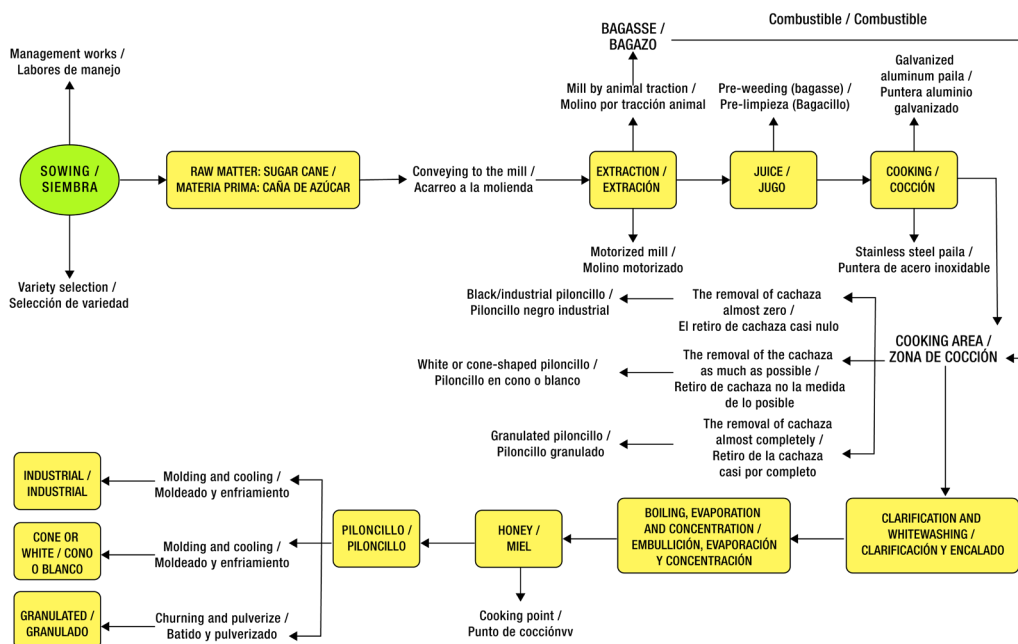 Combustible / Combustible
BAGASSE /
BAGAZO
Management works /
Labores de manejo
Galvanized
aluminum paila /
Puntera aluminio
galvanizado
Mill by animal traction /
Molino por tracción animal
Pre-weeding (bagasse) /
Pre-limpieza (Bagacillo)
SOWING /
SIEMBRA
RAW MATTER: SUGAR CANE /
MATERIA PRIMA: CAÑA DE AZÚCAR
Conveying to the mill /
Acarreo a la molienda
EXTRACTION /
EXTRACIÓN
JUICE /
JUGO
COOKING /
COCCIÓN
Motorized mill /
Molino motorizado
Stainless steel paila /
Puntera de acero inoxidable
Variety selection /
Selección de variedad
Black/industrial piloncillo /
Piloncillo negro industrial
The removal of cachaza
almost zero /
El retiro de cachaza casi nulo
COOKING AREA /
ZONA DE COCCIÓN
White or cone-shaped piloncillo /
Piloncillo en cono o blanco
The removal of the cachaza
as much as possible /
Retiro de cachaza no la medida
de lo posible
Granulated piloncillo /
Piloncillo granulado
The removal of cachaza
almost completely /
Retiro de la cachaza
casi por completo
INDUSTRIAL /
INDUSTRIAL
Molding and cooling /
Moldeado y enfriamiento
CONE OR
WHITE / CONO
O BLANCO
Molding and cooling /
Moldeado y enfriamiento
PILONCILLO /
PILONCILLO
HONEY /
MIEL
BOILING, EVAPORATION
AND CONCENTRATION /
EMBULLICIÓN, EVAPORACIÓN
Y CONCENTRACIÓN
CLARIFICATION AND
WHITEWASHING /
CLARIFICACIÓN Y ENCALADO
GRANULATED /
GRANULADO
Churning and pulverize /
Batido y pulverizado
Cooking point /
Punto de cocciónvv